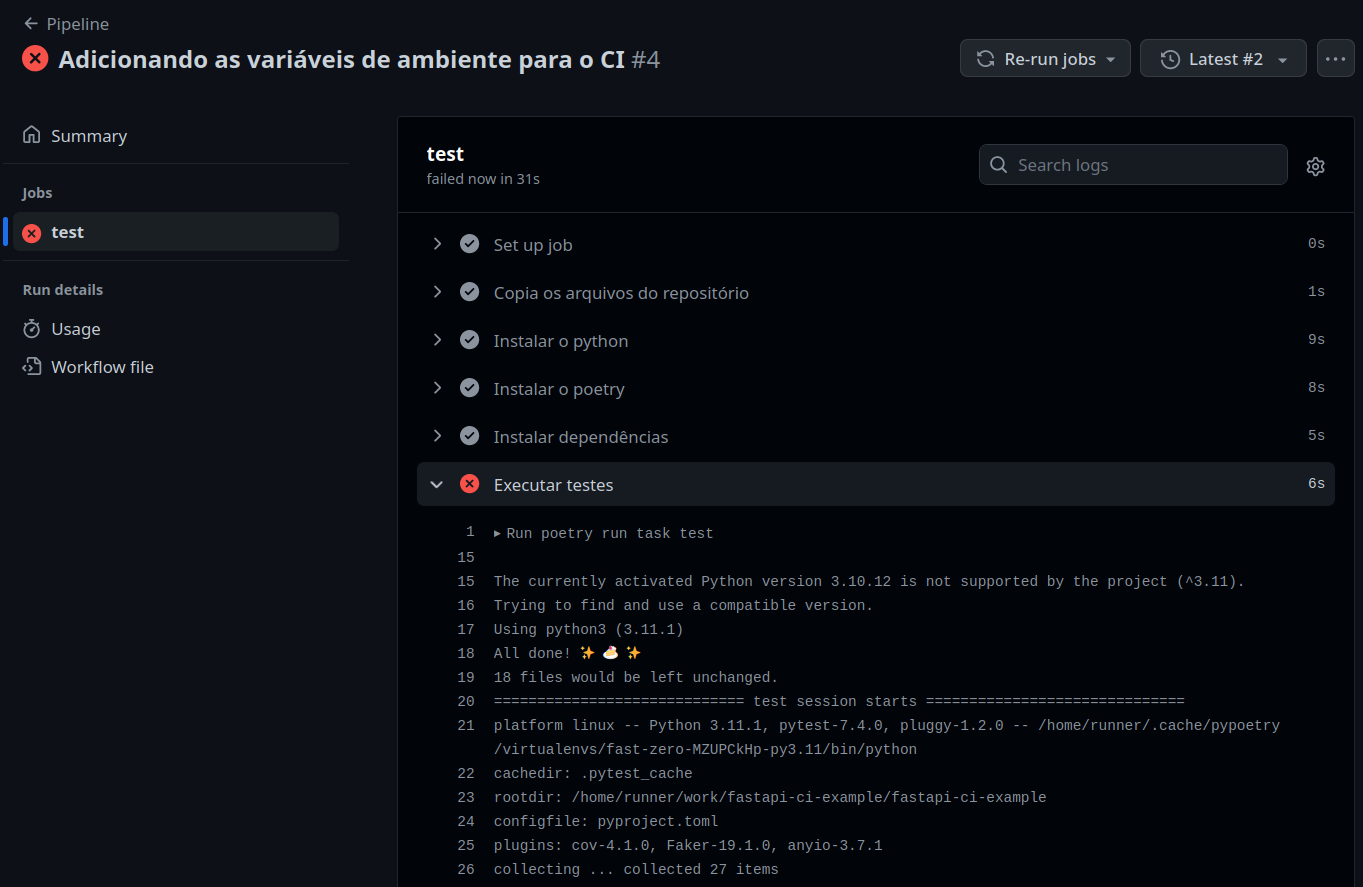 Pipeline
Adicionando as variáveis de ambiente para o CI #4
Re-run jobs
Latest #2
Summary
Jobs
test
Run details
Usage
Workflow file
test
failed now in 31s
Search logs
Set up job 0s
Copia os arquivos do repositório 1s
Instalar o python 9s
Instalar o poetry 8s
Instalar dependências 5s
Executar testes 6s
1 Run poetry run task test
15
15 The currently activated Python version 3.10.12 is not supported by the project (^3.11).
16 Trying to find and use a compatible version.
17 Using python3 (3.11.1)
18 All done! ✨ 🍰 ✨
19 18 files would be left unchanged.
20 ============================= test session starts ==============================
21 platform linux -- Python 3.11.1, pytest-7.4.0, pluggy-1.2.0 -- /home/runner/.cache/pypoetry
/virtualenvs/fast-zero-MZUPCkHp-py3.11/bin/python
22 cachedir: .pytest_cache
23 rootdir: /home/runner/work/fastapi-ci-example/fastapi-ci-example
24 configfile: pyproject.toml
25 plugins: cov-4.1.0, Faker-19.1.0, anyio-3.7.1
26 collecting ... collected 27 items